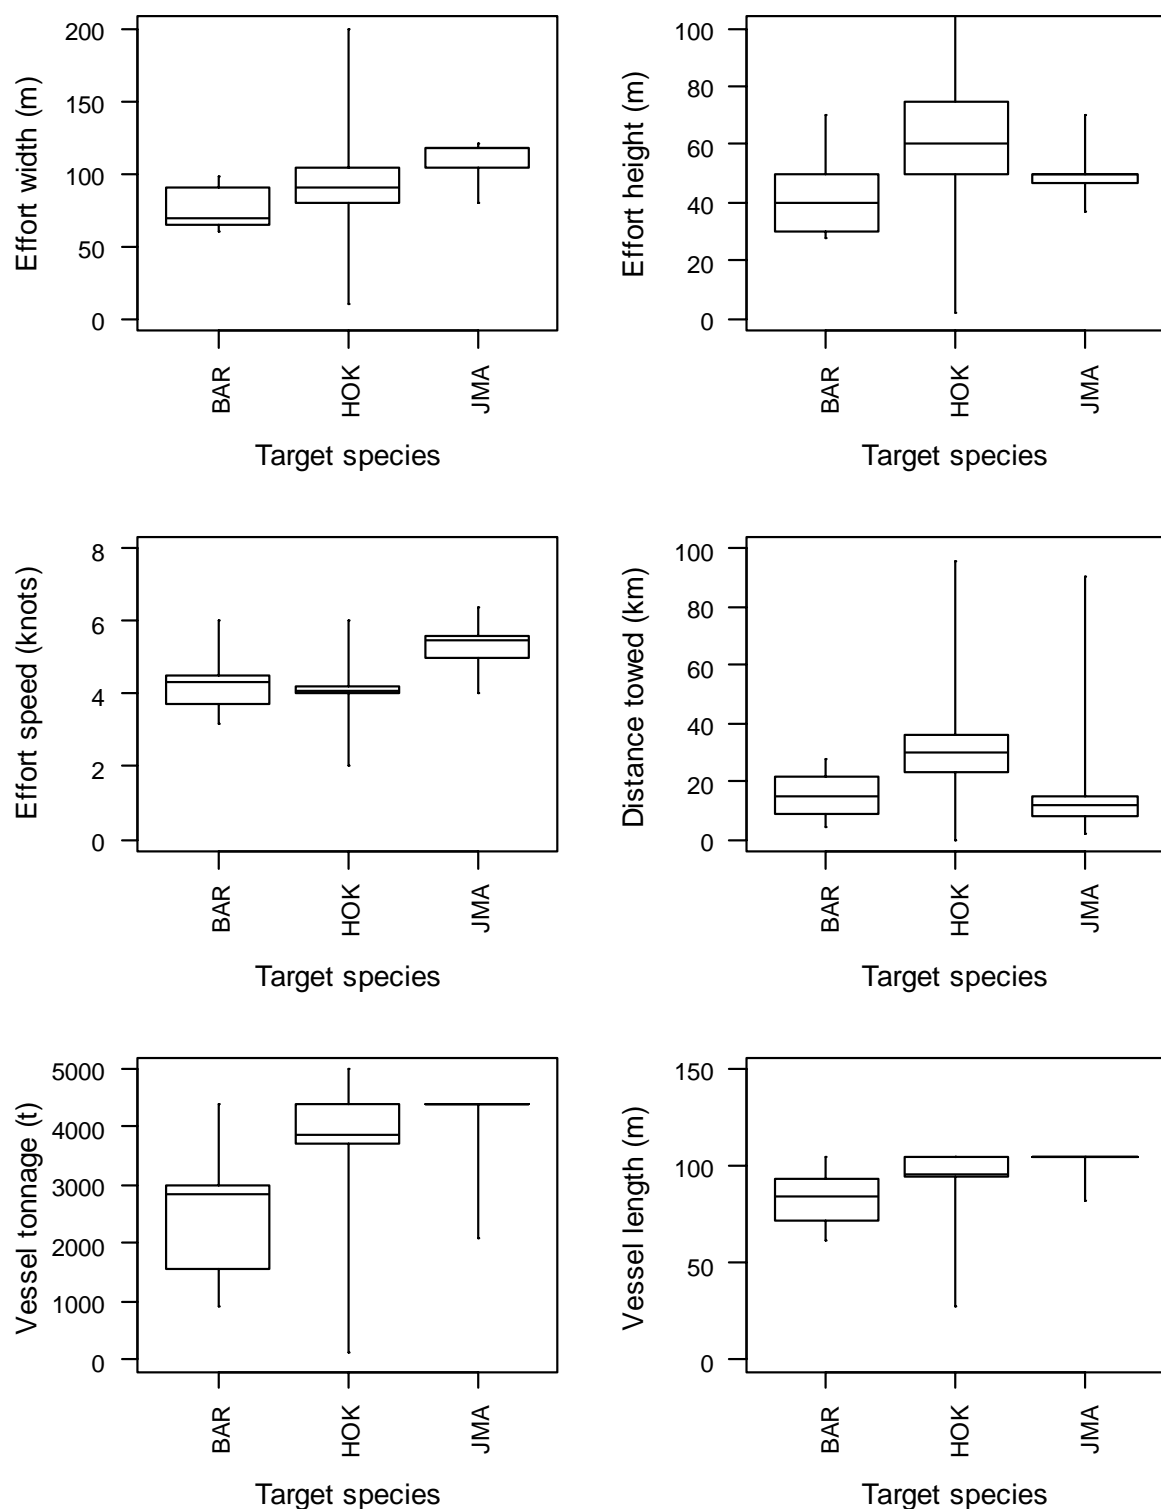 Effort width (m)
200
150
100
50
0
BAR
HOK
JMA
Target species
Effort height (m)
100
80
60
40
20
0
BAR
HOK
JMA
Target species
Effort speed (knots)
8
6
4
2
0
BAR
HOK
JMA
Target species
Distance towed (km)
100
80
60
40
20
0
BAR
HOK
JMA
Target species
Vessel tonnage (t)
5000
4000
3000
2000
1000
0
BAR
HOK
JMA
Target species
Vessel length (m)
150
100
50
0
BAR
HOK
JMA
Target species